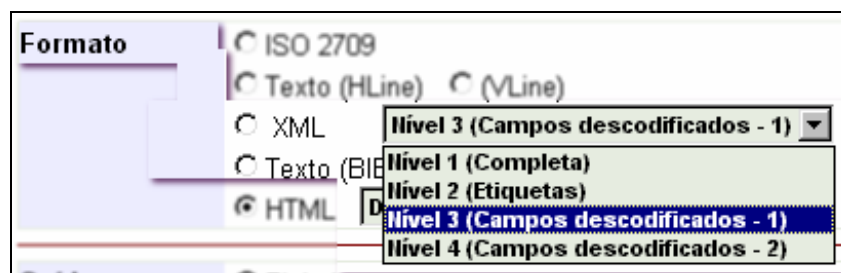 Formato
ISO 2709
Texto (HLine) (VLine)
XML Nível 3 (Campos descodificados - 1)
Nível 1 (Completa)
Texto (BIB
Nível 2 (Etiquetas)
HTML D
Nível 3 (Campos descodificados - 1)
Nível 4 (Campos descodificados - 2)